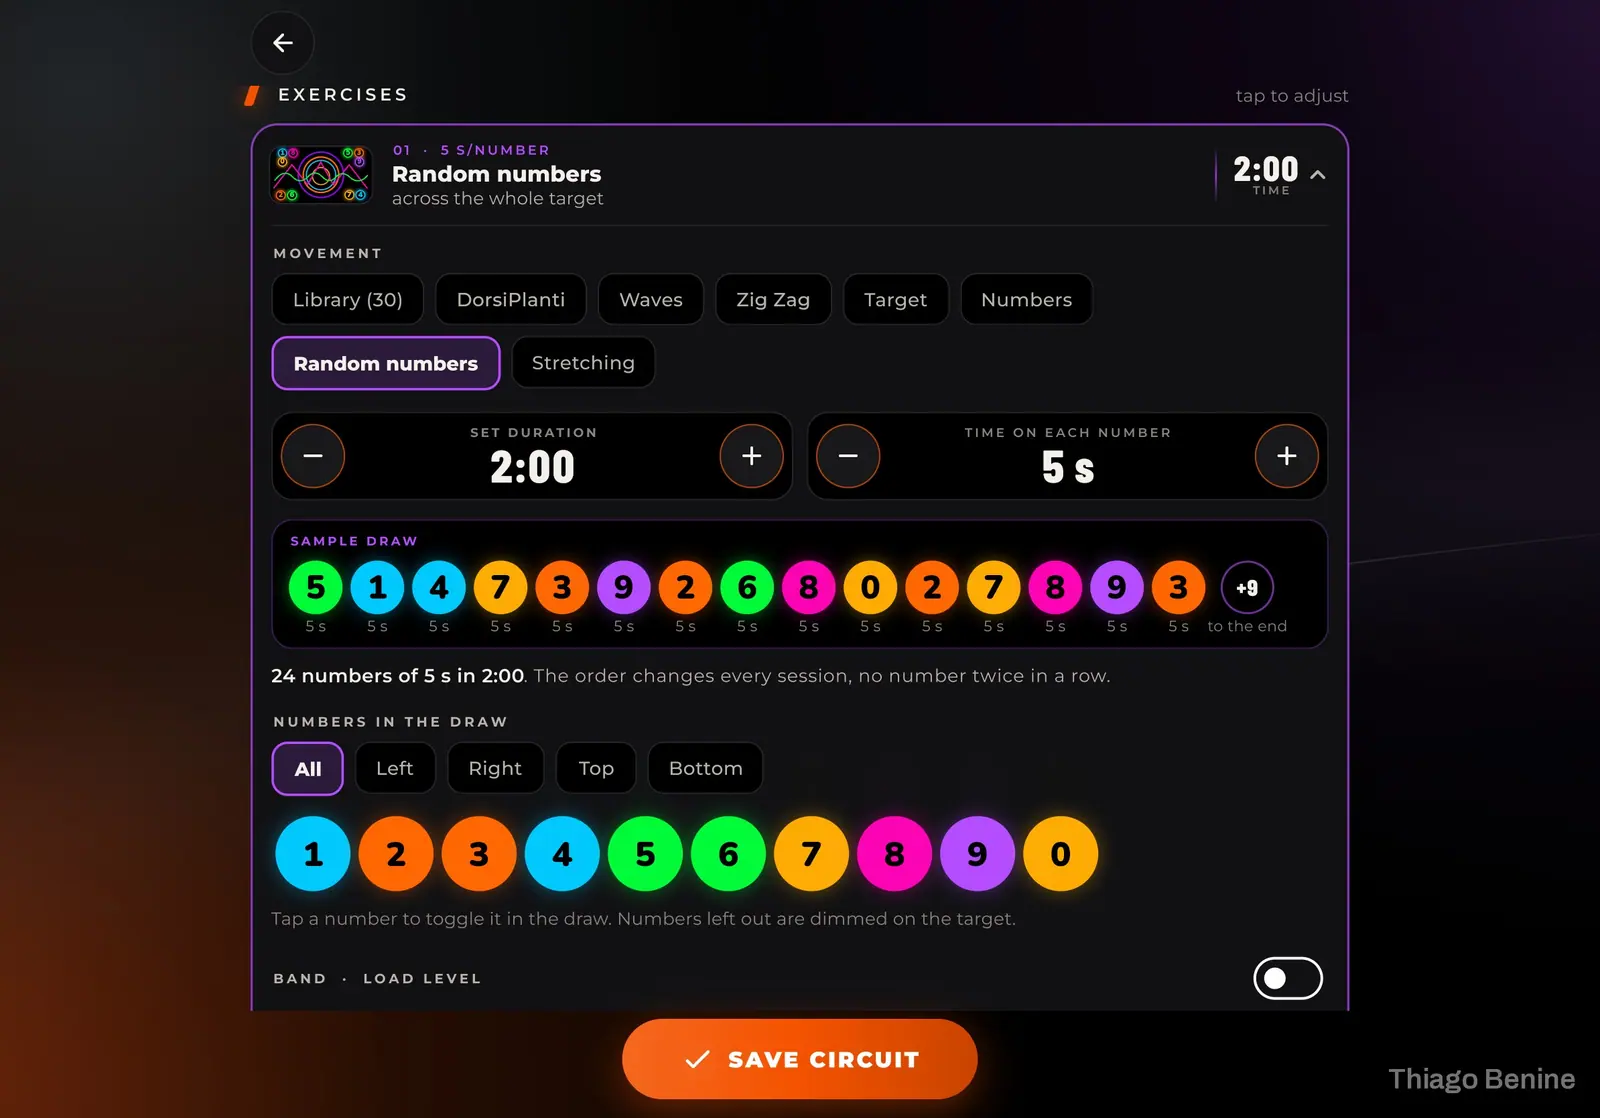 EXERCISES
tap to adjust
01 · 5 S/NUMBER
Random numbers
across the whole target
2:00
TIME
MOVEMENT
Library (30)
DorsiPlanti
Waves
Zig Zag
Target
Numbers
Random numbers
Stretching
SET DURATION
2:00
TIME ON EACH NUMBER
5 s
SAMPLE DRAW
5 1 4 7 3 9 2 6 8 0 2 7 8 9 3 +9
5 s 5 s 5 s 5 s 5 s 5 s 5 s 5 s 5 s 5 s 5 s 5 s 5 s 5 s 5 s to the end
24 numbers of 5 s in 2:00. The order changes every session, no number twice in a row.
NUMBERS IN THE DRAW
All
Left
Right
Top
Bottom
1 2 3 4 5 6 7 8 9 0
Tap a number to toggle it in the draw. Numbers left out are dimmed on the target.
BAND · LOAD LEVEL
SAVE CIRCUIT
Thiago Benine